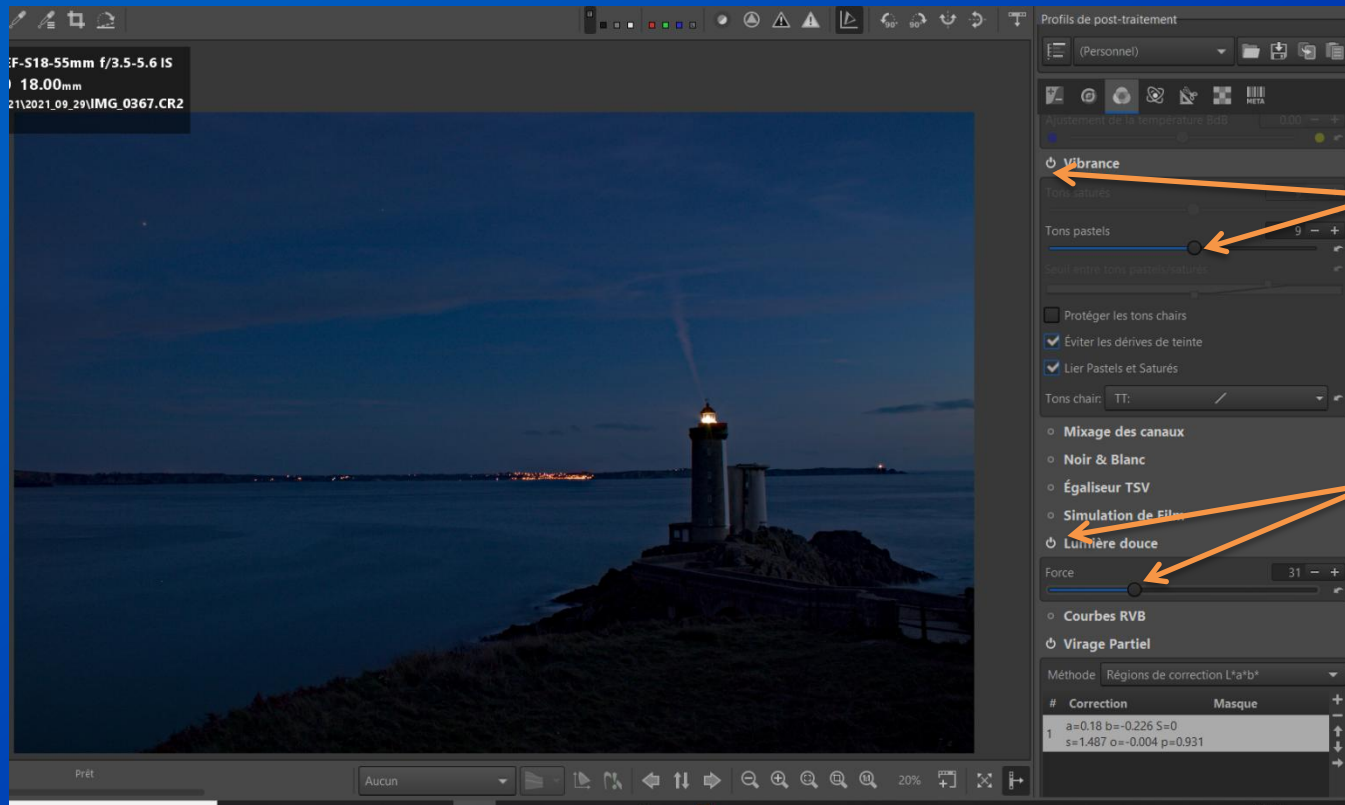 Profils de post-traitement
(Personnel)
EF-S18-55mm f/3.5-5.6 IS
) 18.00mm
21\2021_09_29\IMG_0367.CR2
META
Ajustement de la température BdB 0.00
Vibrance
Tons saturés
Tons pastels 9
Seuil entre tons pastels/saturés
Protéger les tons chairs
Éviter les dérives de teinte
Lier Pastels et Saturés
Tons chair: TT:
Mixage des canaux
Noir & Blanc
Égaliseur TSV
Simulation de Film
Lumière douce
Force 31
Courbes RVB
Virage Partiel
Méthode Régions de correction L*a*b*
# Correction Masque
1 a=0.18 b=-0.226 S=0
s=1.487 o=-0.004 p=0.931
Prêt
Aucun
20%